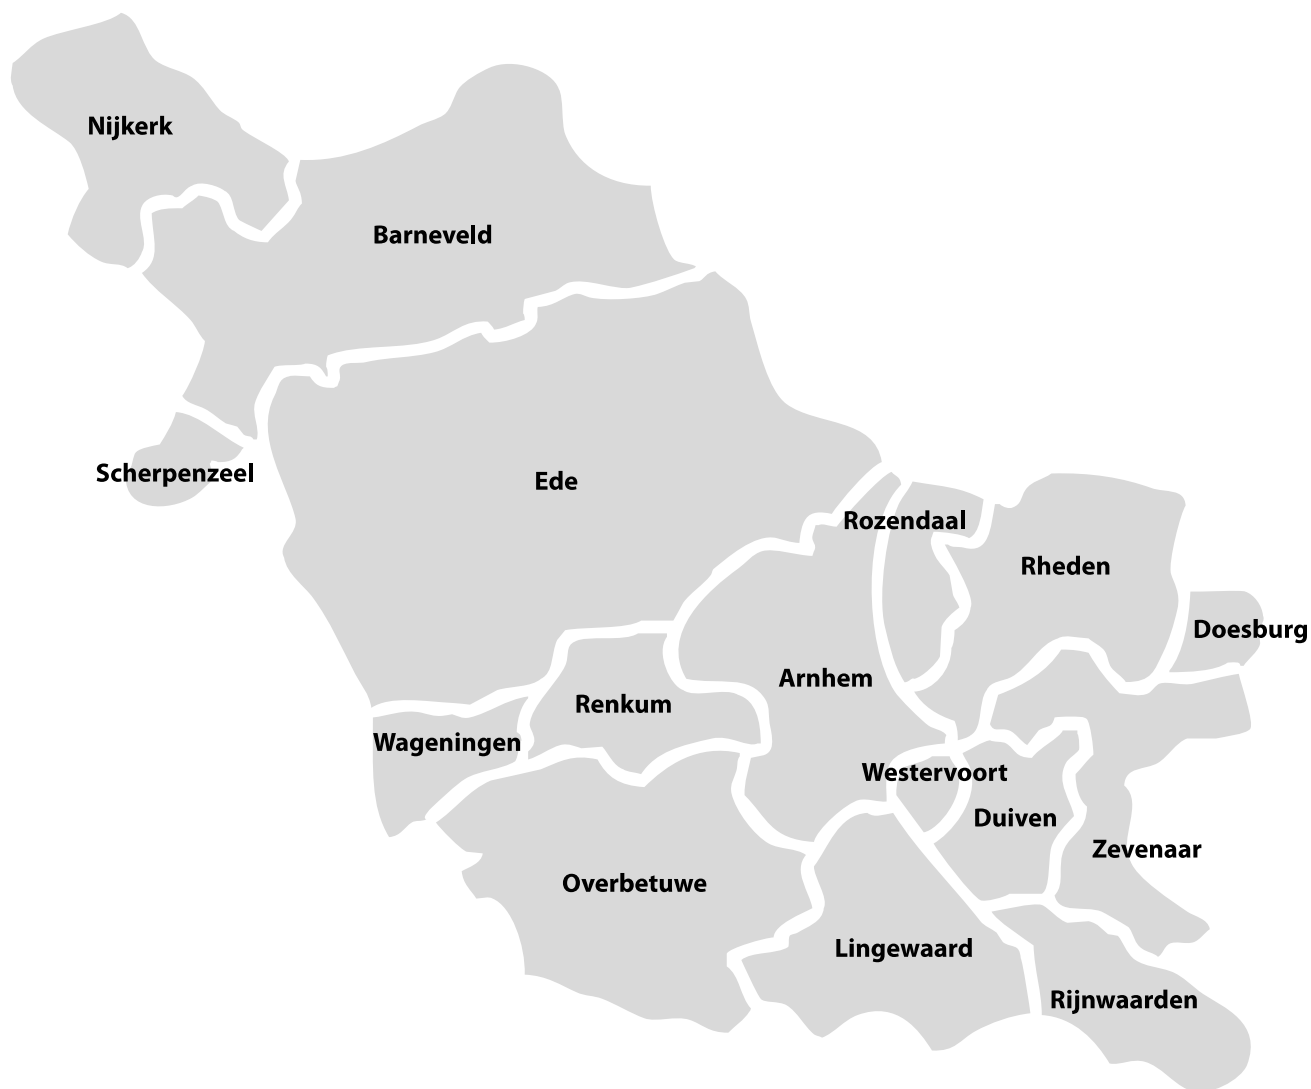 Nijkerk
Barneveld
Scherpenzeel
Ede
Rozendaal
Rheden
Doesburg
Arnhem
Renkum
Wageningen
Westervoort
Duiven
Zevenaar
Overbetuwe
Lingewaard
Rijnwaarden